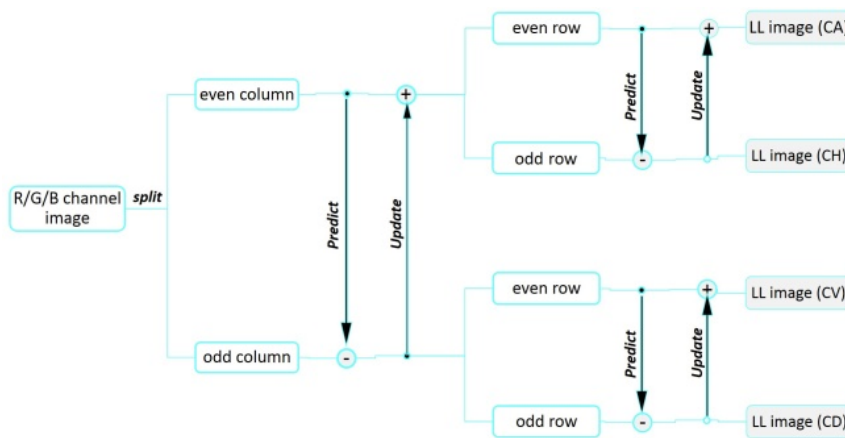 even row
LL image (CA)
Predict
Update
even column
+
+
odd row
-
LL image (CH)
R/G/B channel
image
split
Predict
Update
even row
+
LL image (CV)
Predict
Update
odd column
-
odd row
-
LL image (CD)